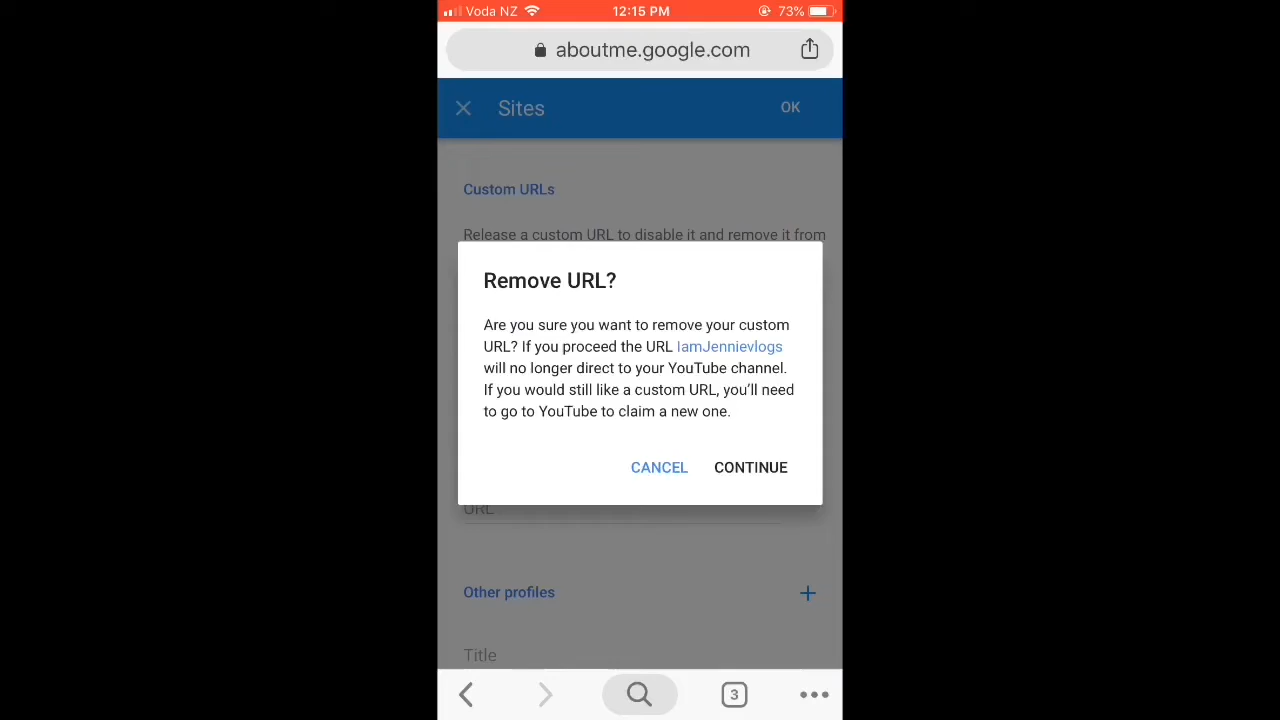 Voda NZ 12:15 PM 73%
aboutme.google.com
Sites OK
Custom URLs
Release a custom URL to disable it and remove it from
Remove URL?
Are you sure you want to remove your custom
URL? If you proceed the URL IamJennievlogs
will no longer direct to your YouTube channel.
If you would still like a custom URL, you'll need
to go to YouTube to claim a new one.
CANCEL CONTINUE
URL
Other profiles
Title
3